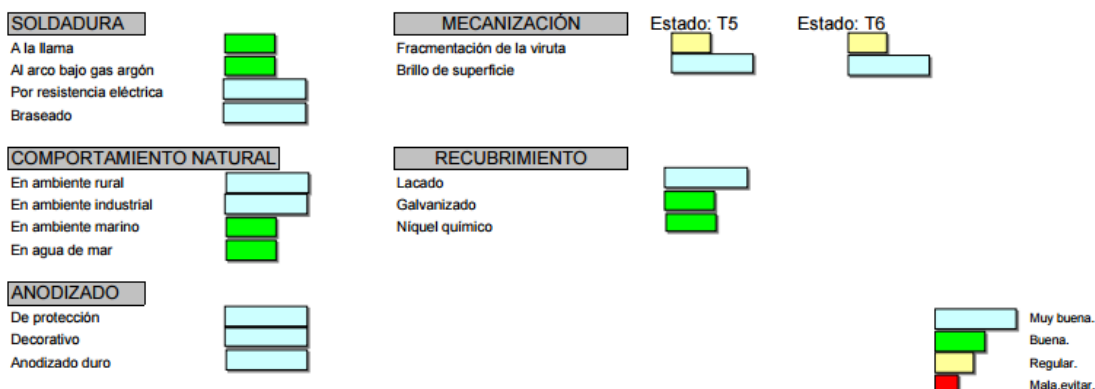 SOLDADURA
A la llama
Al arco bajo gas argón
Por resistencia eléctrica
Braseado
MECANIZACIÓN Estado: T5 Estado: T6
Fracmentación de la viruta
Brillo de superficie
COMPORTAMIENTO NATURAL
En ambiente rural
En ambiente industrial
En ambiente marino
En agua de mar
RECUBRIMIENTO
Lacado
Galvanizado
Níquel químico
ANODIZADO
De protección
Decorativo
Anodizado duro
Muy buena.
Buena.
Regular.
Mala,evitar.